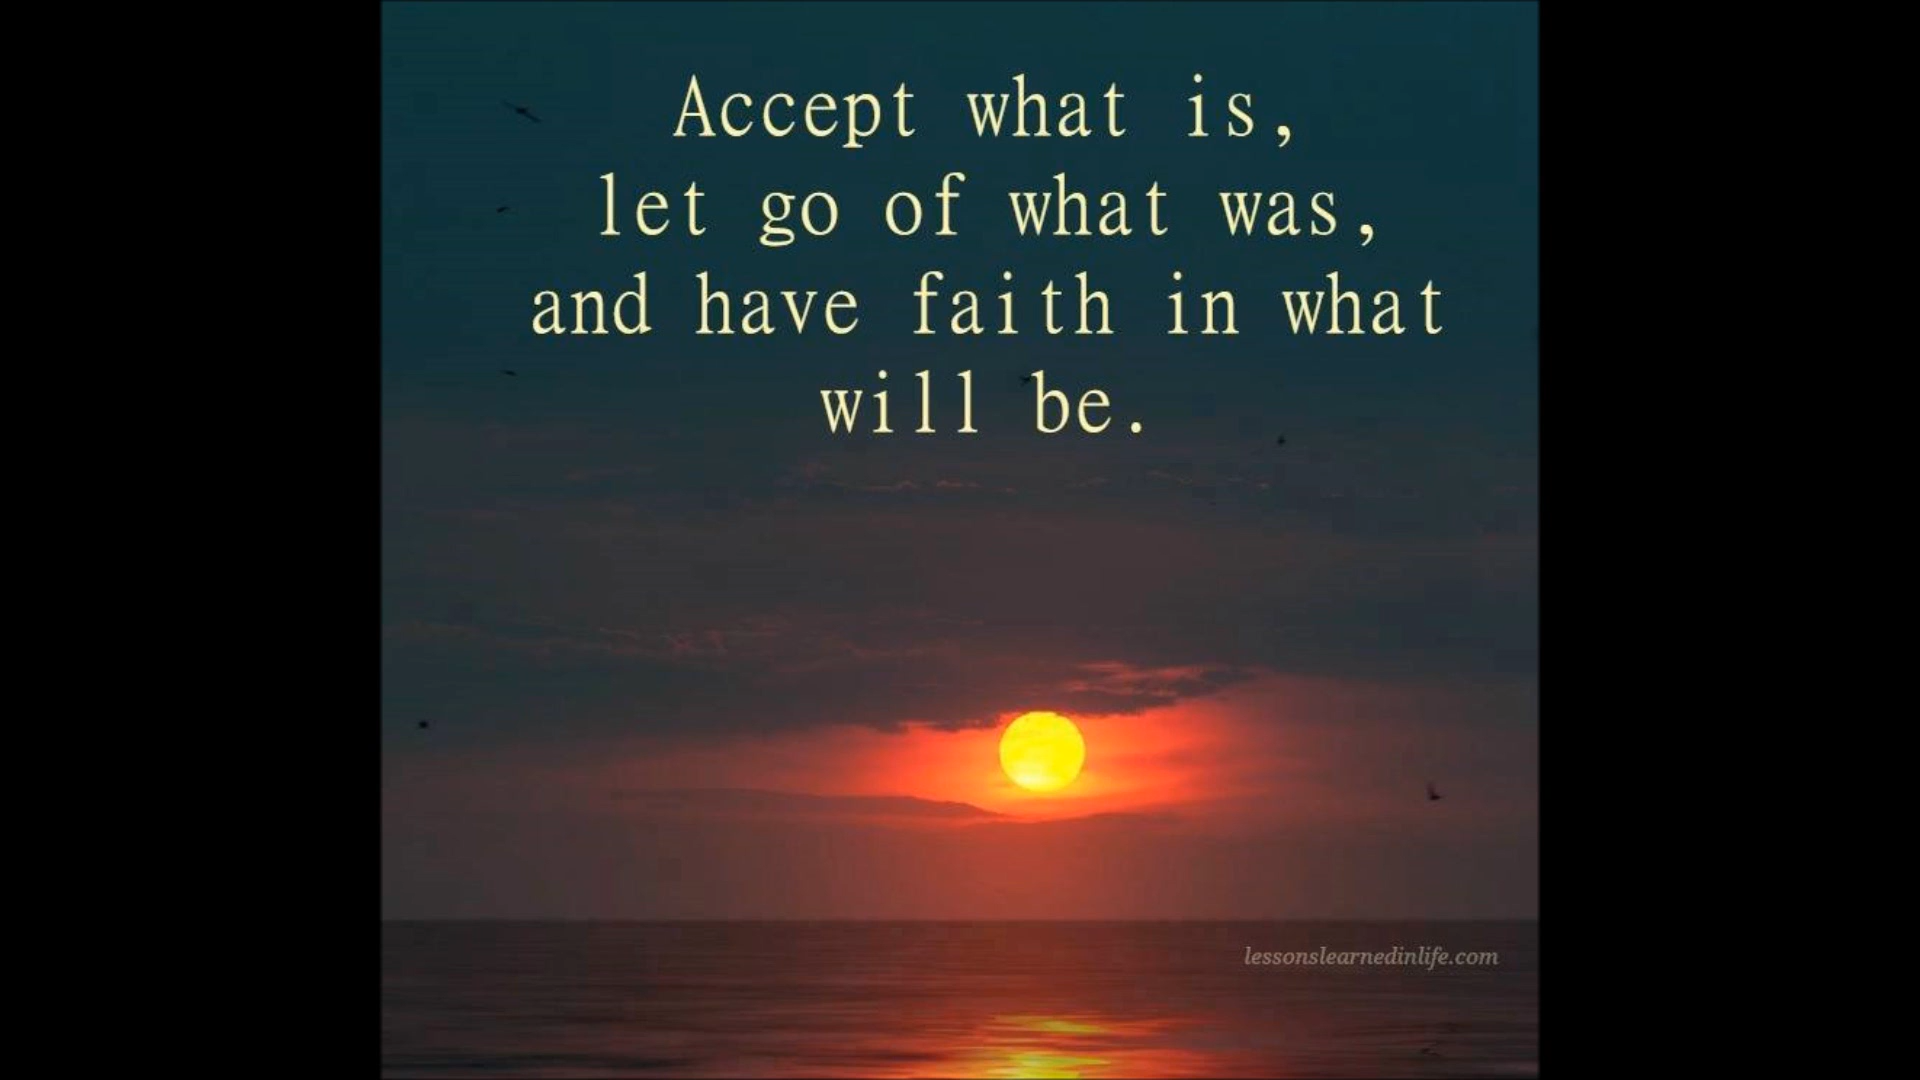 Accept what is,
let go of what was,
and have faith in what
will be.
lessonslearnedinlife.com